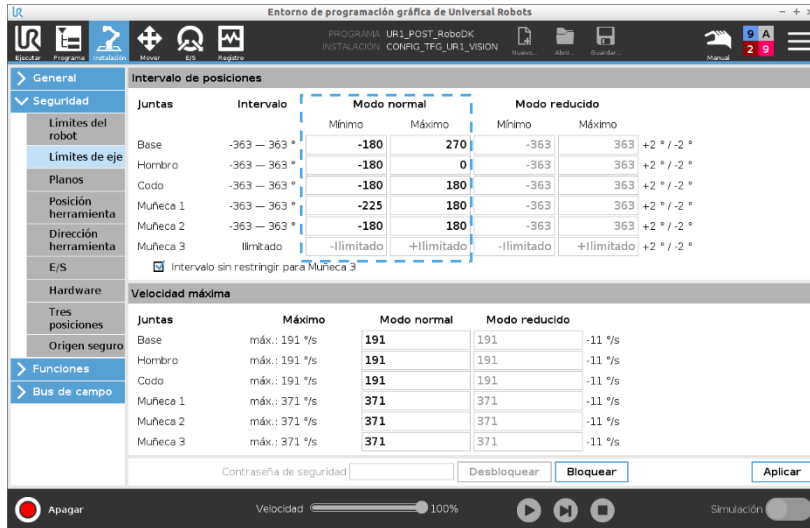 Entorno de programación gráfica de Universal Robots
UR
Ejecutar Programa Instalación Mover E/S Registro
PROGRAMA UR1_POST_RoboDK
INSTALACIÓN CONFIG_TFG_UR1_VISION
Nuevo... Abrir... Guardar...
Manual
9 A
2 9
General
Seguridad
Límites del robot
Límites de eje
Planos
Posición herramienta
Dirección herramienta
E/S
Hardware
Tres posiciones
Origen seguro
Funciones
Bus de campo
Intervalo de posiciones
Juntas Intervalo Modo normal Modo reducido
Mínimo Máximo Mínimo Máximo
Base -363 — 363 ° -180 270 -363 363 +2 ° / -2 °
Hombro -363 — 363 ° -180 0 -363 363 +2 ° / -2 °
Codo -363 — 363 ° -180 180 -363 363 +2 ° / -2 °
Muñeca 1 -363 — 363 ° -225 180 -363 363 +2 ° / -2 °
Muñeca 2 -363 — 363 ° -180 180 -363 363 +2 ° / -2 °
Muñeca 3 Ilimitado -Ilimitado +Ilimitado -Ilimitado +Ilimitado +2 ° / -2 °
Intervalo sin restringir para Muñeca 3
Velocidad máxima
Juntas Máximo Modo normal Modo reducido
Base máx.: 191 °/s 191 191 -11 °/s
Hombro máx.: 191 °/s 191 191 -11 °/s
Codo máx.: 191 °/s 191 191 -11 °/s
Muñeca 1 máx.: 371 °/s 371 371 -11 °/s
Muñeca 2 máx.: 371 °/s 371 371 -11 °/s
Muñeca 3 máx.: 371 °/s 371 371 -11 °/s
Contraseña de seguridad Desbloquear Bloquear Aplicar
Apagar Velocidad 100% Simulación